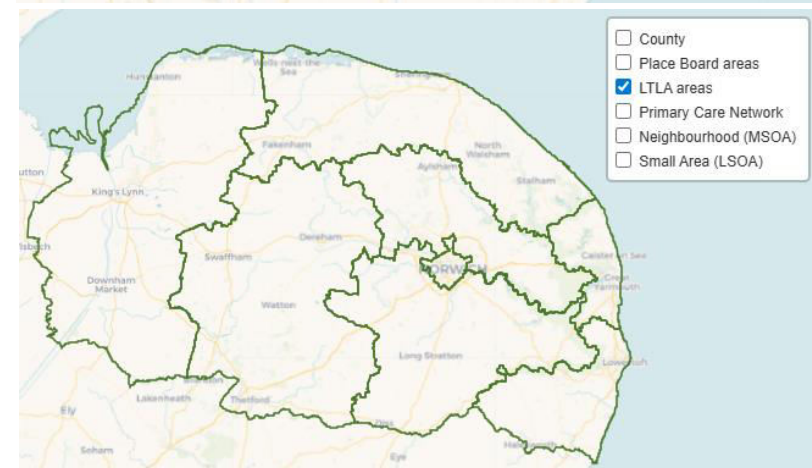 County
Place Board areas
LTLA areas
Primary Care Network
Neighbourhood (MSOA)
Small Area (LSOA)
Hunstanton
Wells next the
Sea
Sheringham
Fakenham
North
Walsham
Aylsham
Stalham
King's Lynn
Dereham
Swaffham
NORWICH
Caister on Sea
Great
Yarmouth
Downham
Market
Watton
Long Stratton
Lowestoft
Brandon
Lakenheath
Thetford
Diss
Ely
Soham
Eye